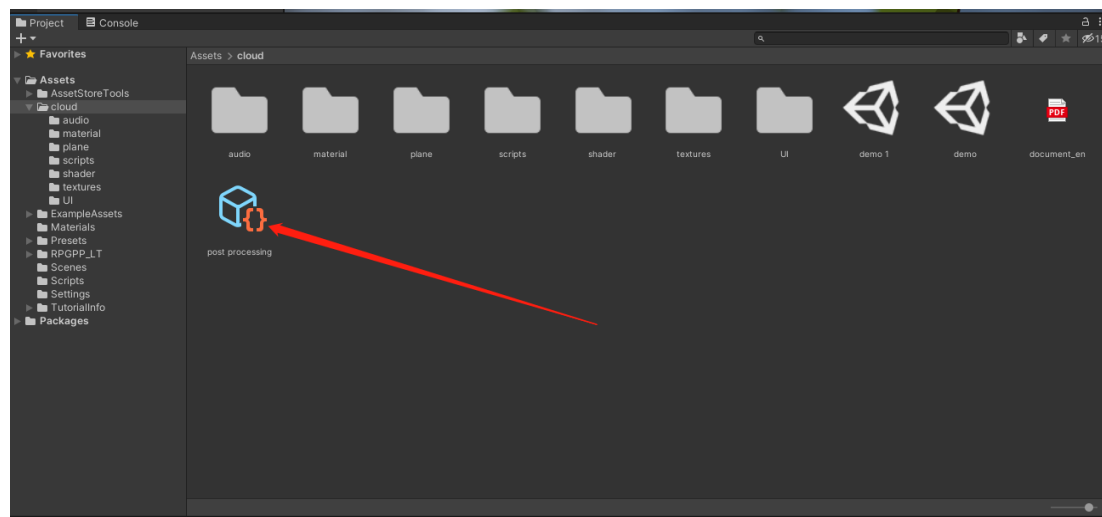 Project
Console
Favorites
Assets
AssetStoreTools
cloud
audio
material
plane
scripts
shader
textures
UI
ExampleAssets
Materials
Presets
RPGPP_LT
Scenes
Scripts
Settings
TutorialInfo
Packages
Assets > cloud
audio
material
plane
scripts
shader
textures
UI
demo 1
demo
PDF
document_en
post processing